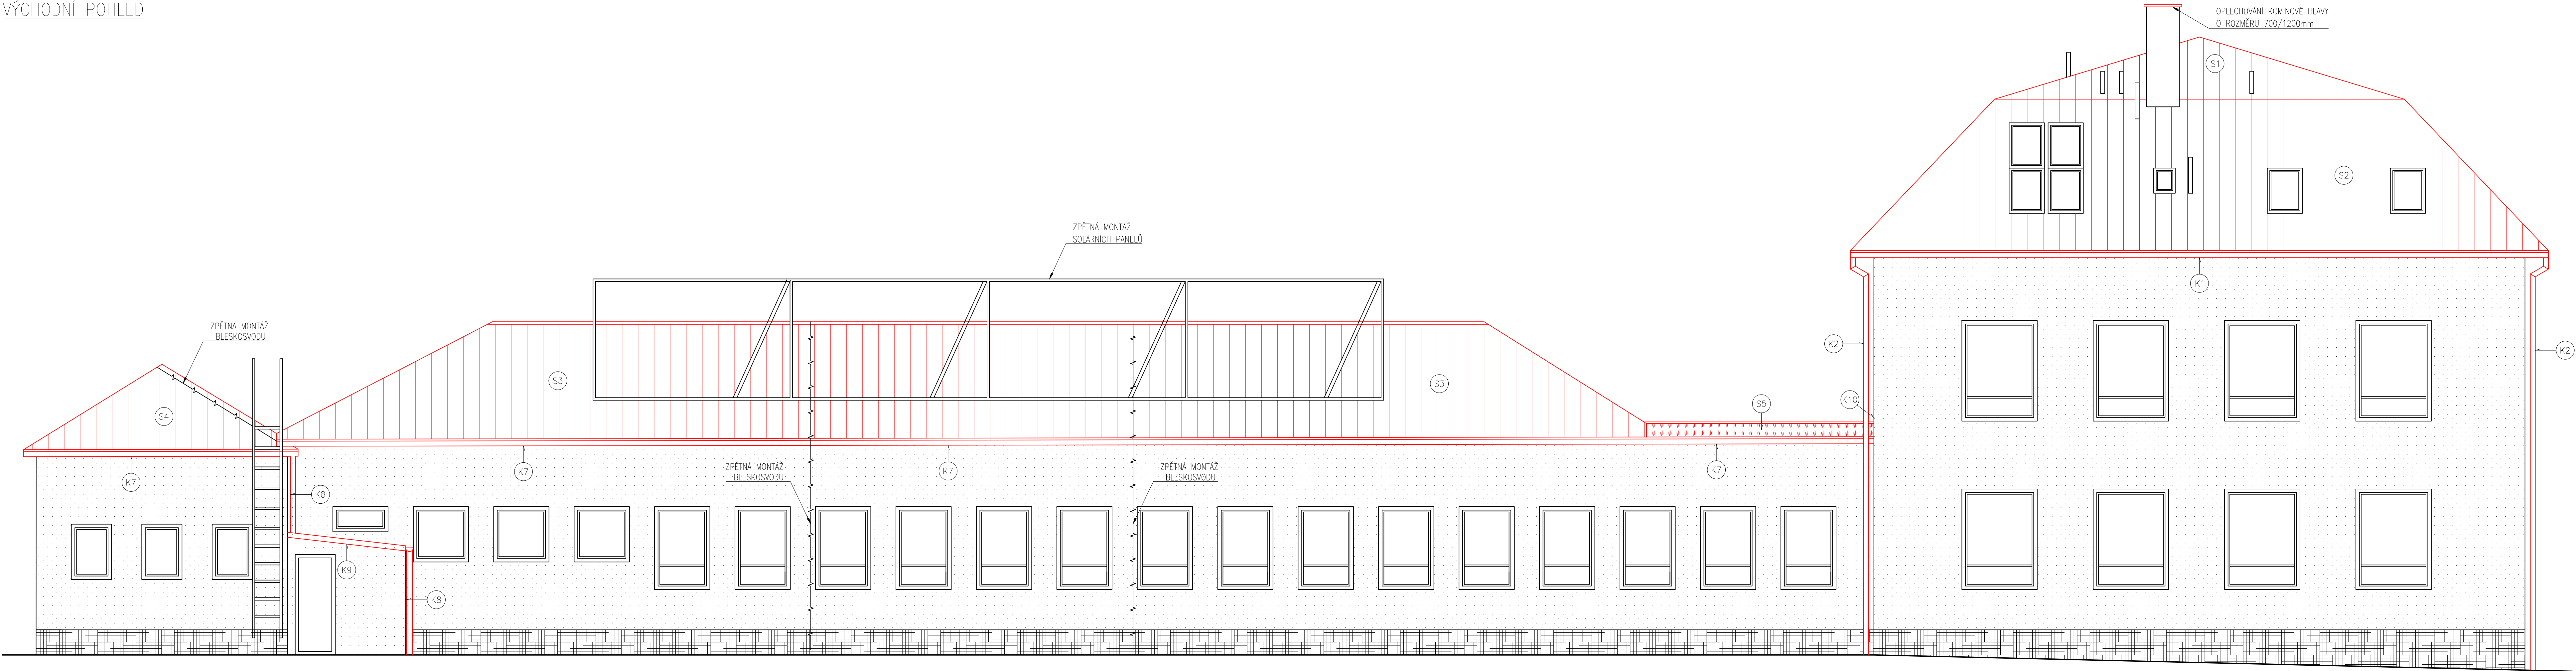 VÝCHODNÍ POHLED
OPLECHOVÁNÍ KOMÍNOVÉ HLAVY
O ROZMĚRU 700/1200mm
S1
S2
ZPĚTNÁ MONTÁŽ
SOLÁRNÍCH PANELŮ
K1
ZPĚTNÁ MONTÁŽ
BLESKOSVODU
K2
K2
S3
S3
K10
S5
S4
K7
K7
K7
K7
ZPĚTNÁ MONTÁŽ
BLESKOSVODU
ZPĚTNÁ MONTÁŽ
BLESKOSVODU
K8
K9
K8